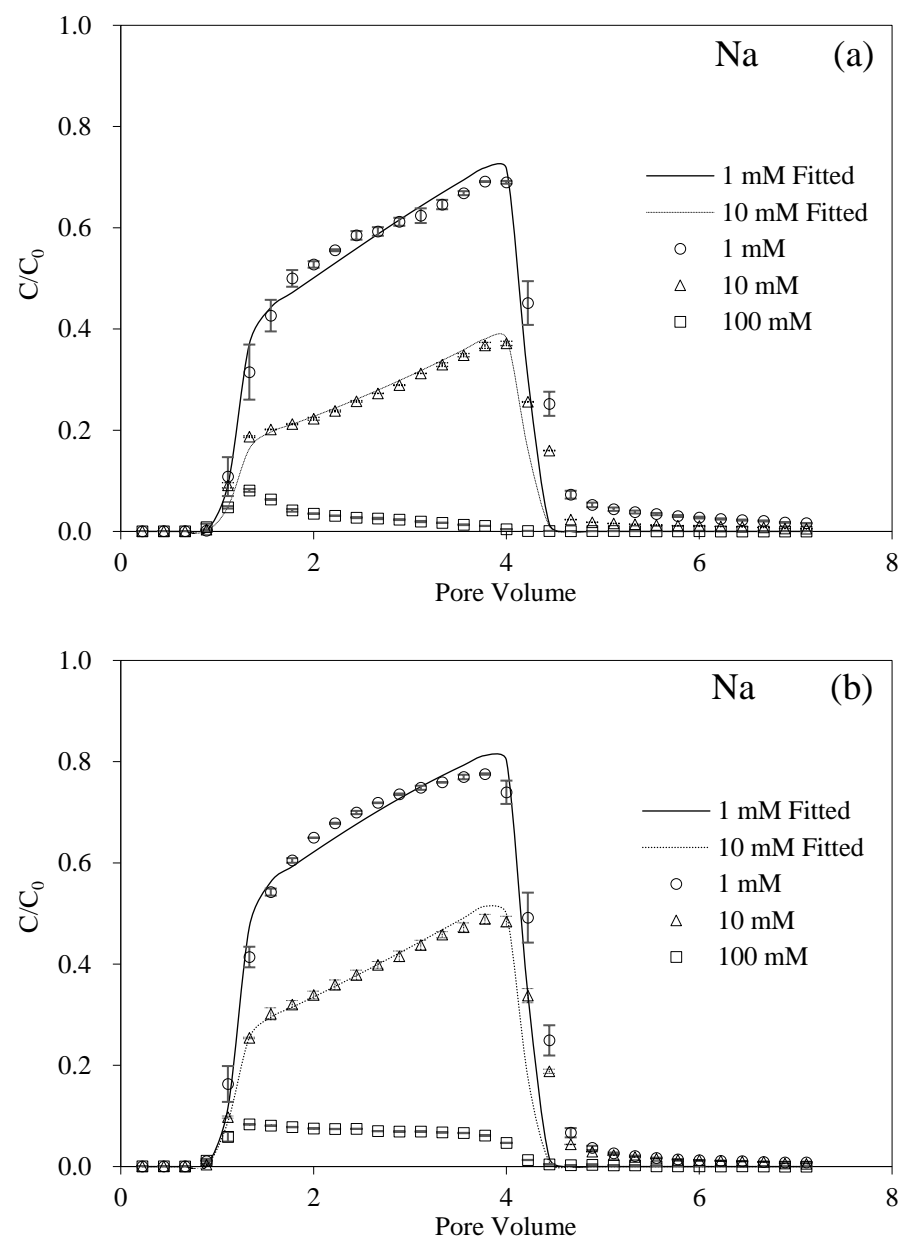 1.0
Na (a)
0.8
1 mM Fitted
0.6
10 mM Fitted
1 mM
C/C0
10 mM
0.4
100 mM
0.2
0.0
0 2 4 6 8
Pore Volume
1.0
Na (b)
0.8
1 mM Fitted
10 mM Fitted
0.6
1 mM
C/C0
10 mM
0.4
100 mM
0.2
0.0
0 2 4 6 8
Pore Volume